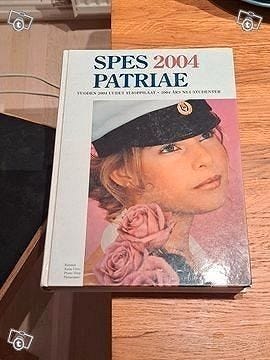 SPES 2004
PATRIAE
VUODEN 2004 UUDET YLIOPPILAAT • 2004 ÅRS NYA STUDENTER